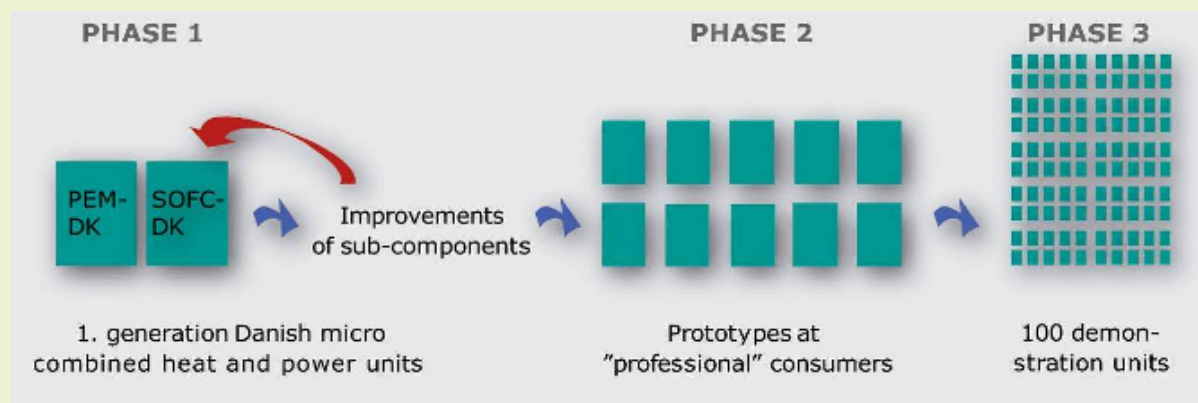 PHASE 1
PHASE 2
PHASE 3
PEM-
DK
SOFC-
DK
Improvements
of sub-components
1. generation Danish micro
combined heat and power units
Prototypes at
"professional" consumers
100 demon-
stration units